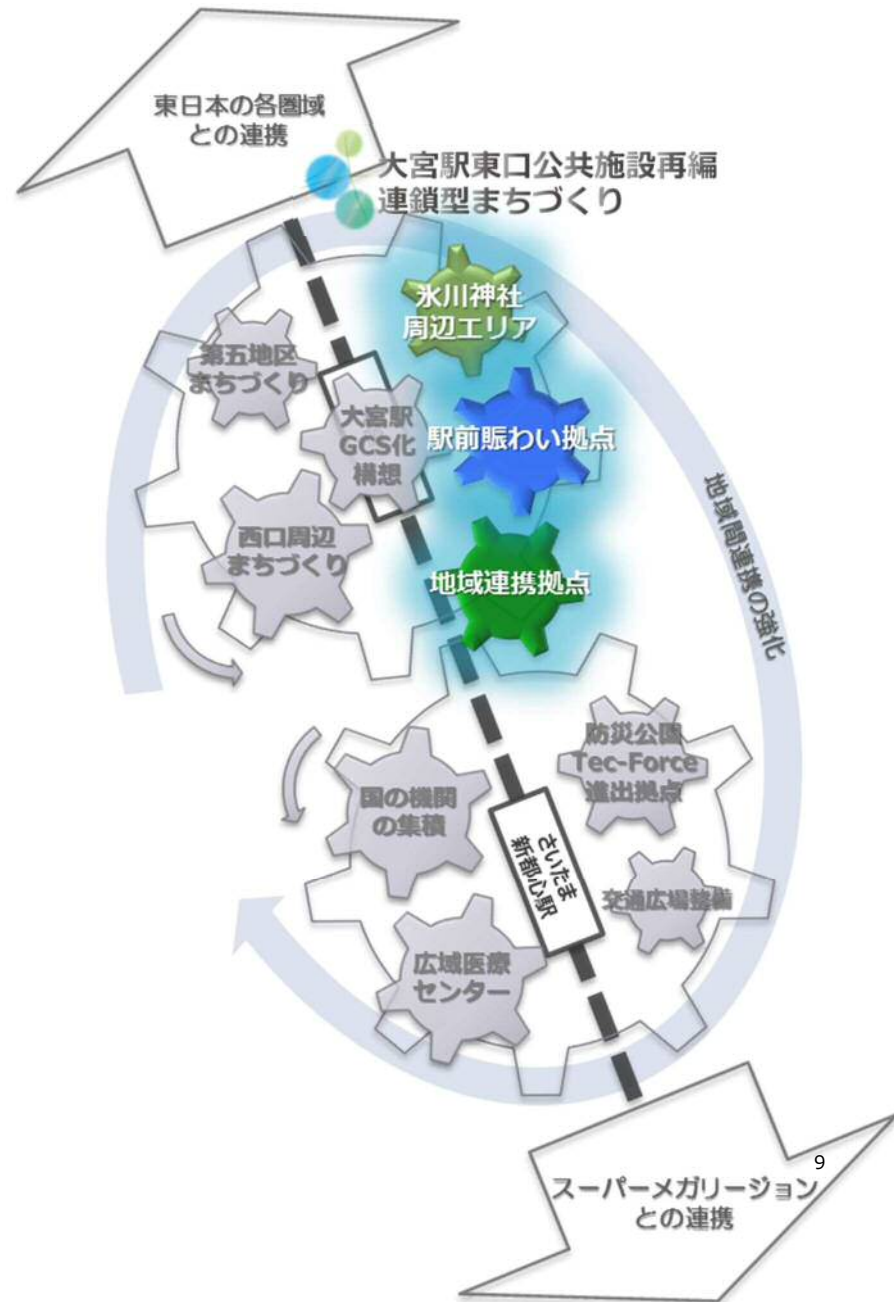 東日本の各圏域
との連携
大宮駅東口公共施設再編
連鎖型まちづくり
氷川神社
周辺エリア
第五地区
まちづくり
大宮駅
GCS化
構想
駅前賑わい拠点
西口周辺
まちづくり
地域連携拠点
地域間連携の強化
防災公園
Tec-Force
進出拠点
国の機関
の集積
さいたま
新都心駅
交通広場整備
広域医療
センター
9
スーパーメガリージョン
との連携